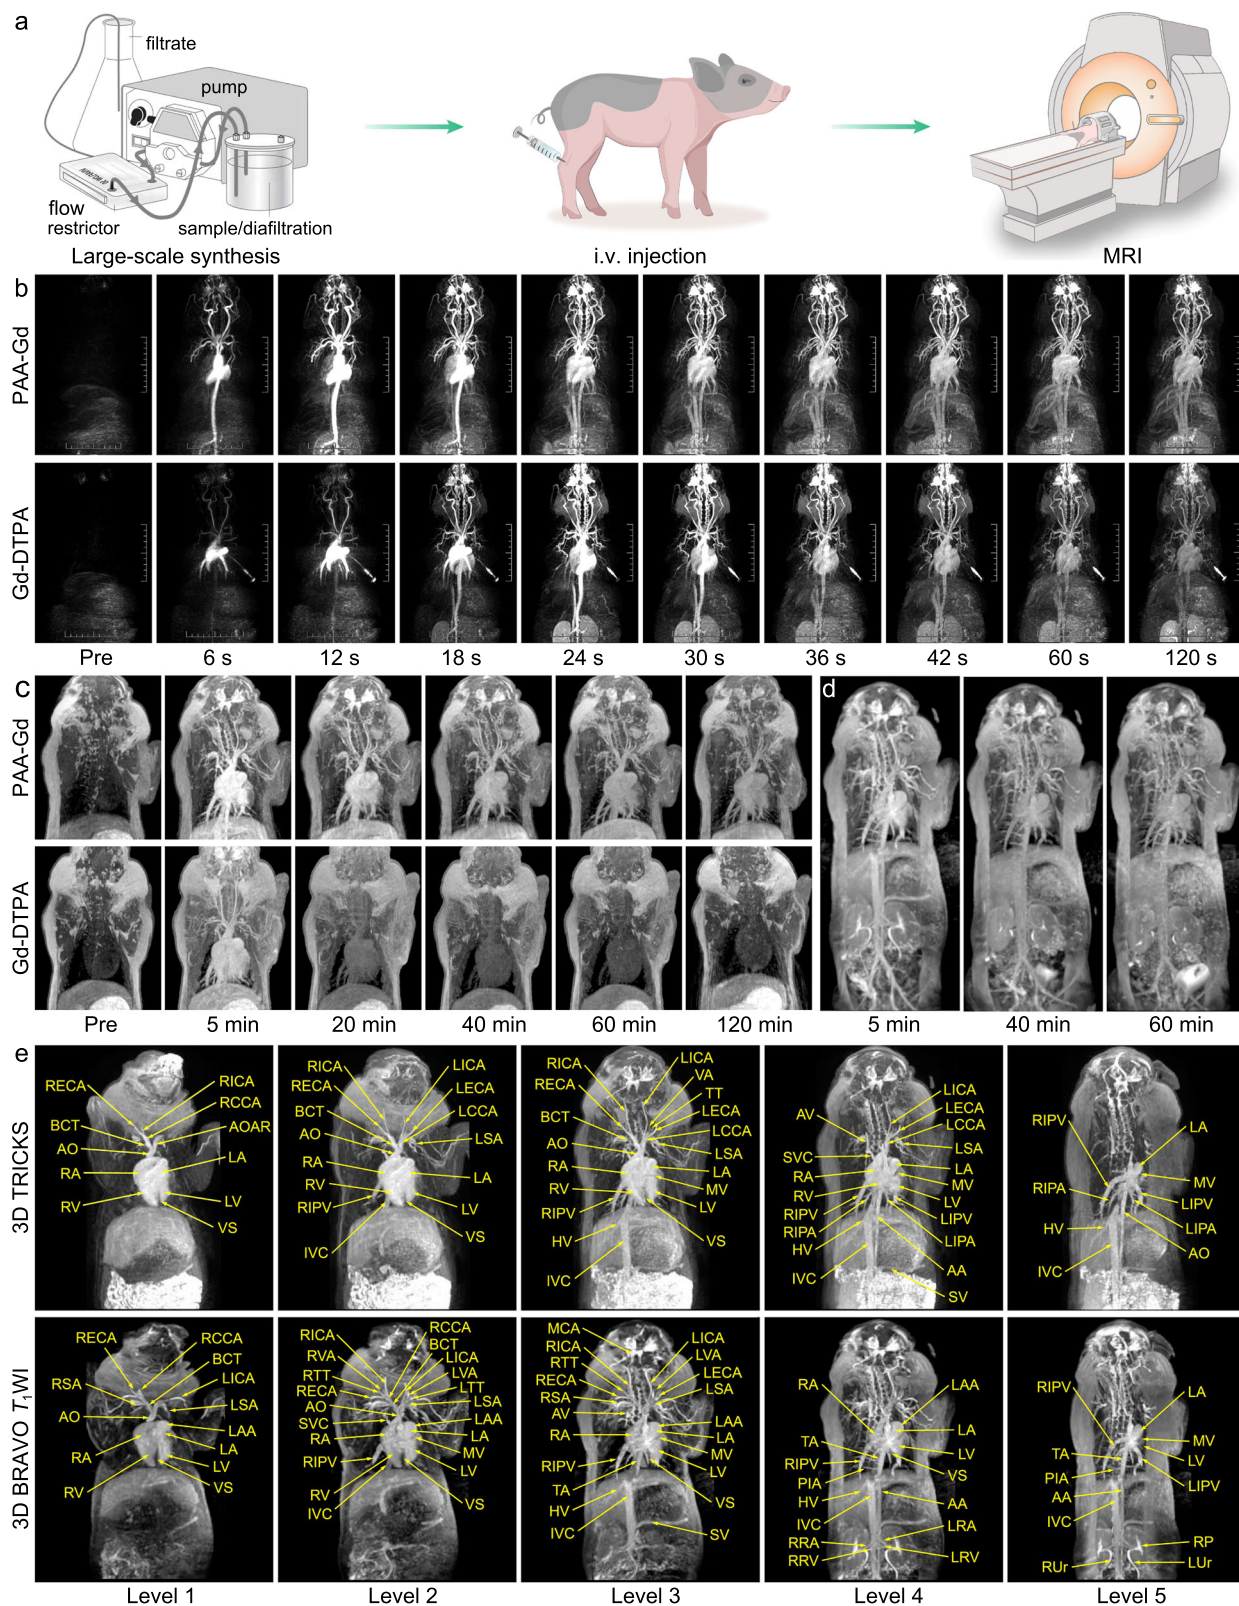 a
filtrate
pump
flow
restrictor
sample/diafiltration
Large-scale synthesis
i.v. injection
MRI
b
PAA-Gd
Gd-DTPA
Pre
6 s
12 s
18 s
24 s
30 s
36 s
42 s
60 s
120 s
c
d
PAA-Gd
Gd-DTPA
Pre
5 min
20 min
40 min
60 min
120 min
5 min
40 min
60 min
e
3D TRICKS
RECA
BCT
AO
RA
RV
RICA
RCCA
AOAR
LA
LV
VS
RICA
RECA
BCT
AO
RA
RV
RIPV
IVC
LICA
LECA
LCCA
LSA
LA
LV
VS
RICA
RECA
BCT
AO
RA
RV
RIPV
HV
IVC
LICA
VA
TT
LECA
LCCA
LSA
LA
MV
LV
VS
AV
SVC
RA
RV
RIPV
RIPA
HV
IVC
LICA
LECA
LCCA
LSA
LA
MV
LV
LIPV
LIPA
AA
SV
RIPV
RIPA
HV
IVC
LA
MV
LIPV
LIPA
AO
3D BRAVO T1WI
RECA
RSA
AO
RA
RV
RCCA
BCT
LICA
LSA
LAA
LA
LV
VS
RICA
RVA
RTT
RECA
AO
SVC
RA
RIPV
RV
IVC
RCCA
BCT
LICA
LVA
LTT
LSA
LAA
LA
MV
LV
VS
MCA
RICA
RTT
RECA
RSA
AV
RA
RIPV
TA
HV
IVC
LICA
LVA
LECA
LSA
LAA
LA
MV
LV
VS
SV
RA
TA
RIPV
PIA
HV
IVC
RRA
RRV
LAA
LA
LV
VS
AA
LRA
LRV
RIPV
TA
PIA
AA
IVC
RUr
LA
MV
LV
LIPV
RP
LUr
Level 1
Level 2
Level 3
Level 4
Level 5